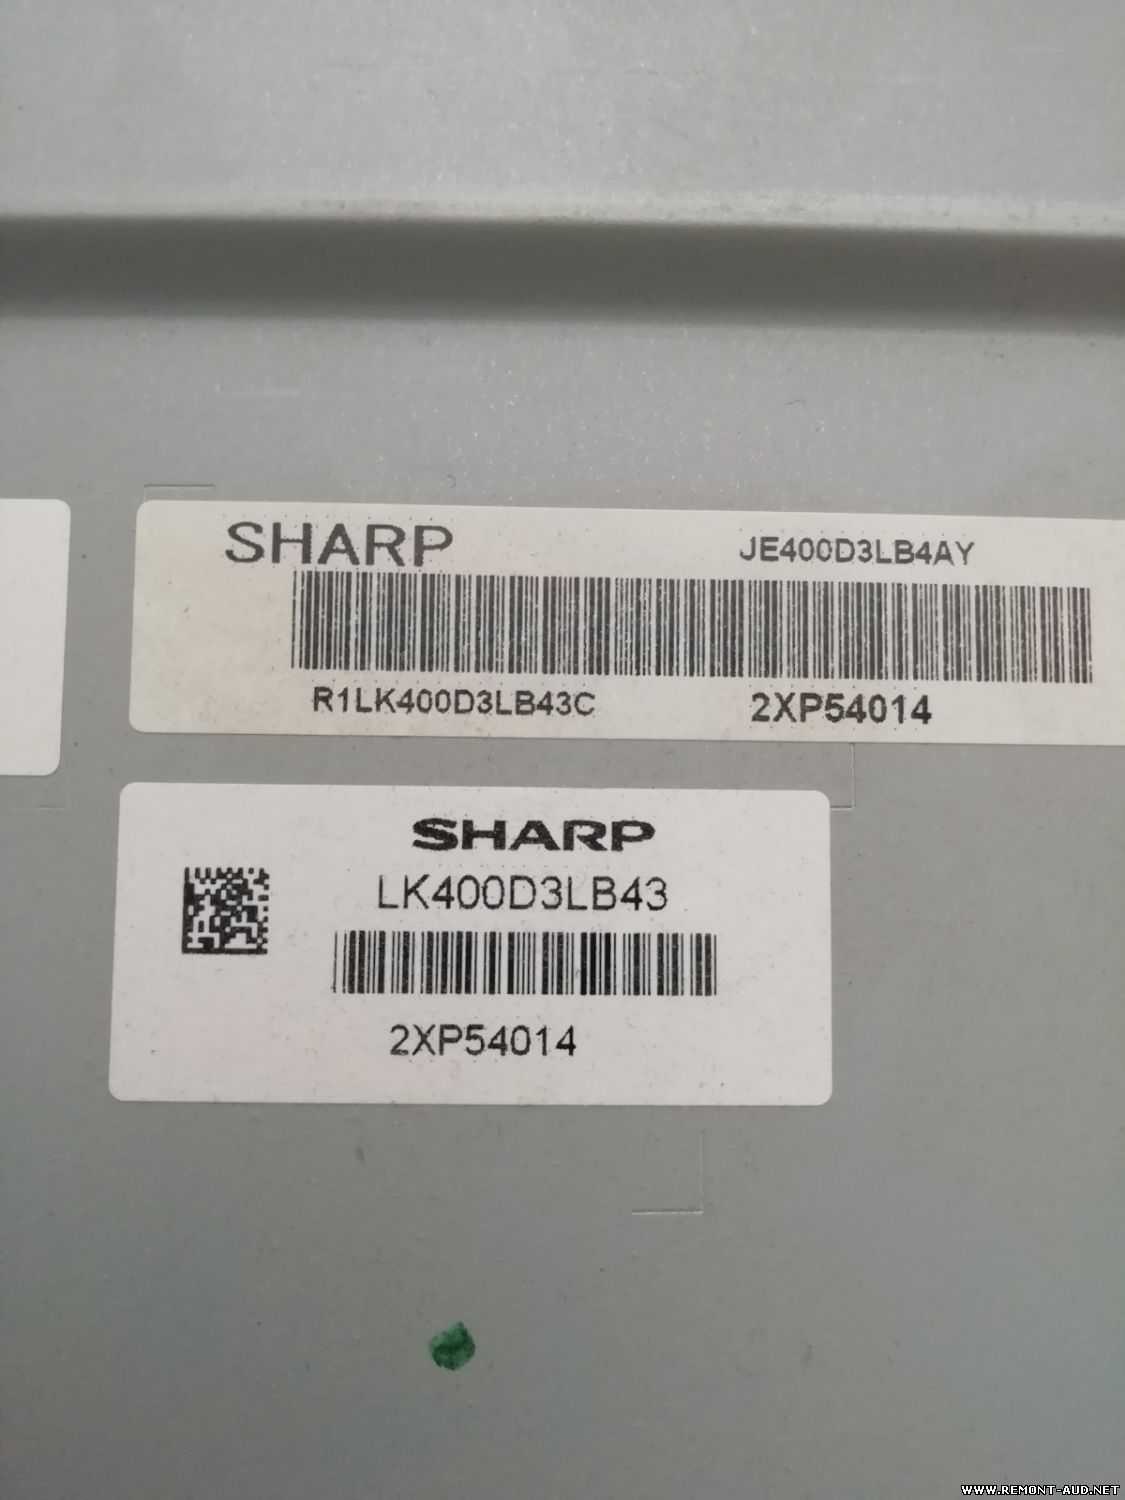 SHARP
JE400D3LB4AY
R1LK400D3LB43C
2XP54014
SHARP
LK400D3LB43
2XP54014
WWW.REMONT-AUD.NET